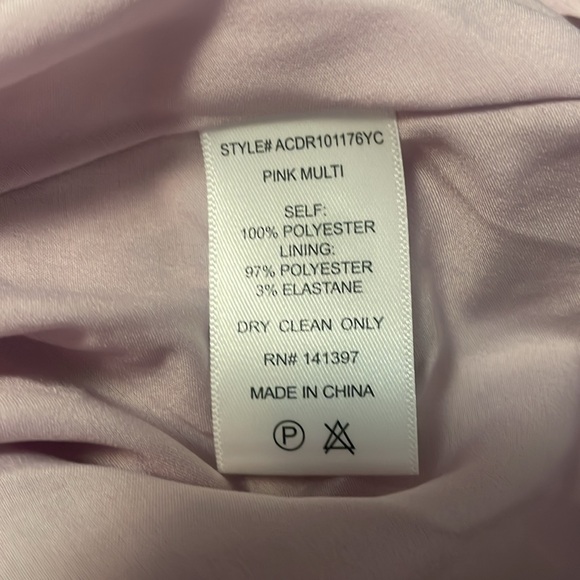 STYLE# ACDR101176YC
PINK MULTI
SELF:
100% POLYESTER
LINING:
97% POLYESTER
3% ELASTANE
DRY CLEAN ONLY
RN# 141397
MADE IN CHINA
P